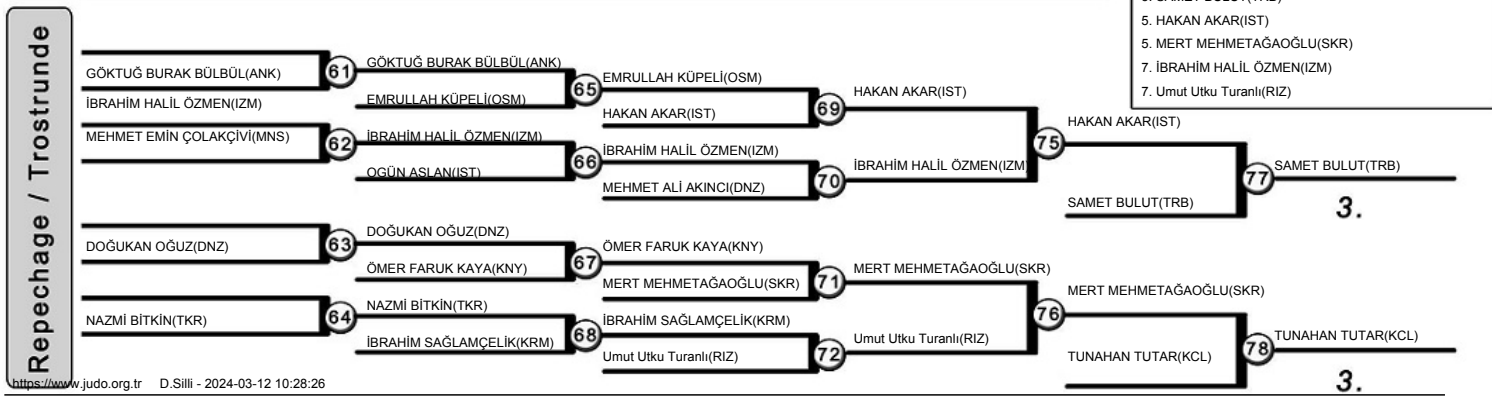 3. SAMET BULUT(TRB)
5. HAKAN AKAR(IST)
5. MERT MEHMETAĞAOĞLU(SKR)
7. İBRAHİM HALİL ÖZMEN(IZM)
7. Umut Utku Turanlı(RIZ)
Repechage / Trostrunde
GÖKTUĞ BURAK BÜLBÜL(ANK)
61
İBRAHİM HALİL ÖZMEN(IZM)
MEHMET EMİN ÇOLAKÇİVİ(MNS)
62
DOĞUKAN OĞUZ(DNZ)
63
NAZMİ BİTKİN(TKR)
64
GÖKTUĞ BURAK BÜLBÜL(ANK)
EMRULLAH KÜPELİ(OSM)
65
İBRAHİM HALİL ÖZMEN(IZM)
OGÜN ASLAN(IST)
66
DOĞUKAN OĞUZ(DNZ)
ÖMER FARUK KAYA(KNY)
67
NAZMİ BİTKİN(TKR)
İBRAHİM SAĞLAMÇELİK(KRM)
68
EMRULLAH KÜPELİ(OSM)
HAKAN AKAR(IST)
69
İBRAHİM HALİL ÖZMEN(IZM)
MEHMET ALİ AKINCI(DNZ)
70
ÖMER FARUK KAYA(KNY)
MERT MEHMETAĞAOĞLU(SKR)
71
İBRAHİM SAĞLAMÇELİK(KRM)
Umut Utku Turanlı(RIZ)
72
HAKAN AKAR(IST)
İBRAHİM HALİL ÖZMEN(IZM)
75
MERT MEHMETAĞAOĞLU(SKR)
Umut Utku Turanlı(RIZ)
76
HAKAN AKAR(IST)
SAMET BULUT(TRB)
77
MERT MEHMETAĞAOĞLU(SKR)
TUNAHAN TUTAR(KCL)
78
SAMET BULUT(TRB)
3.
TUNAHAN TUTAR(KCL)
3.
https://www.judo.org.tr D.Silli - 2024-03-12 10:28:26